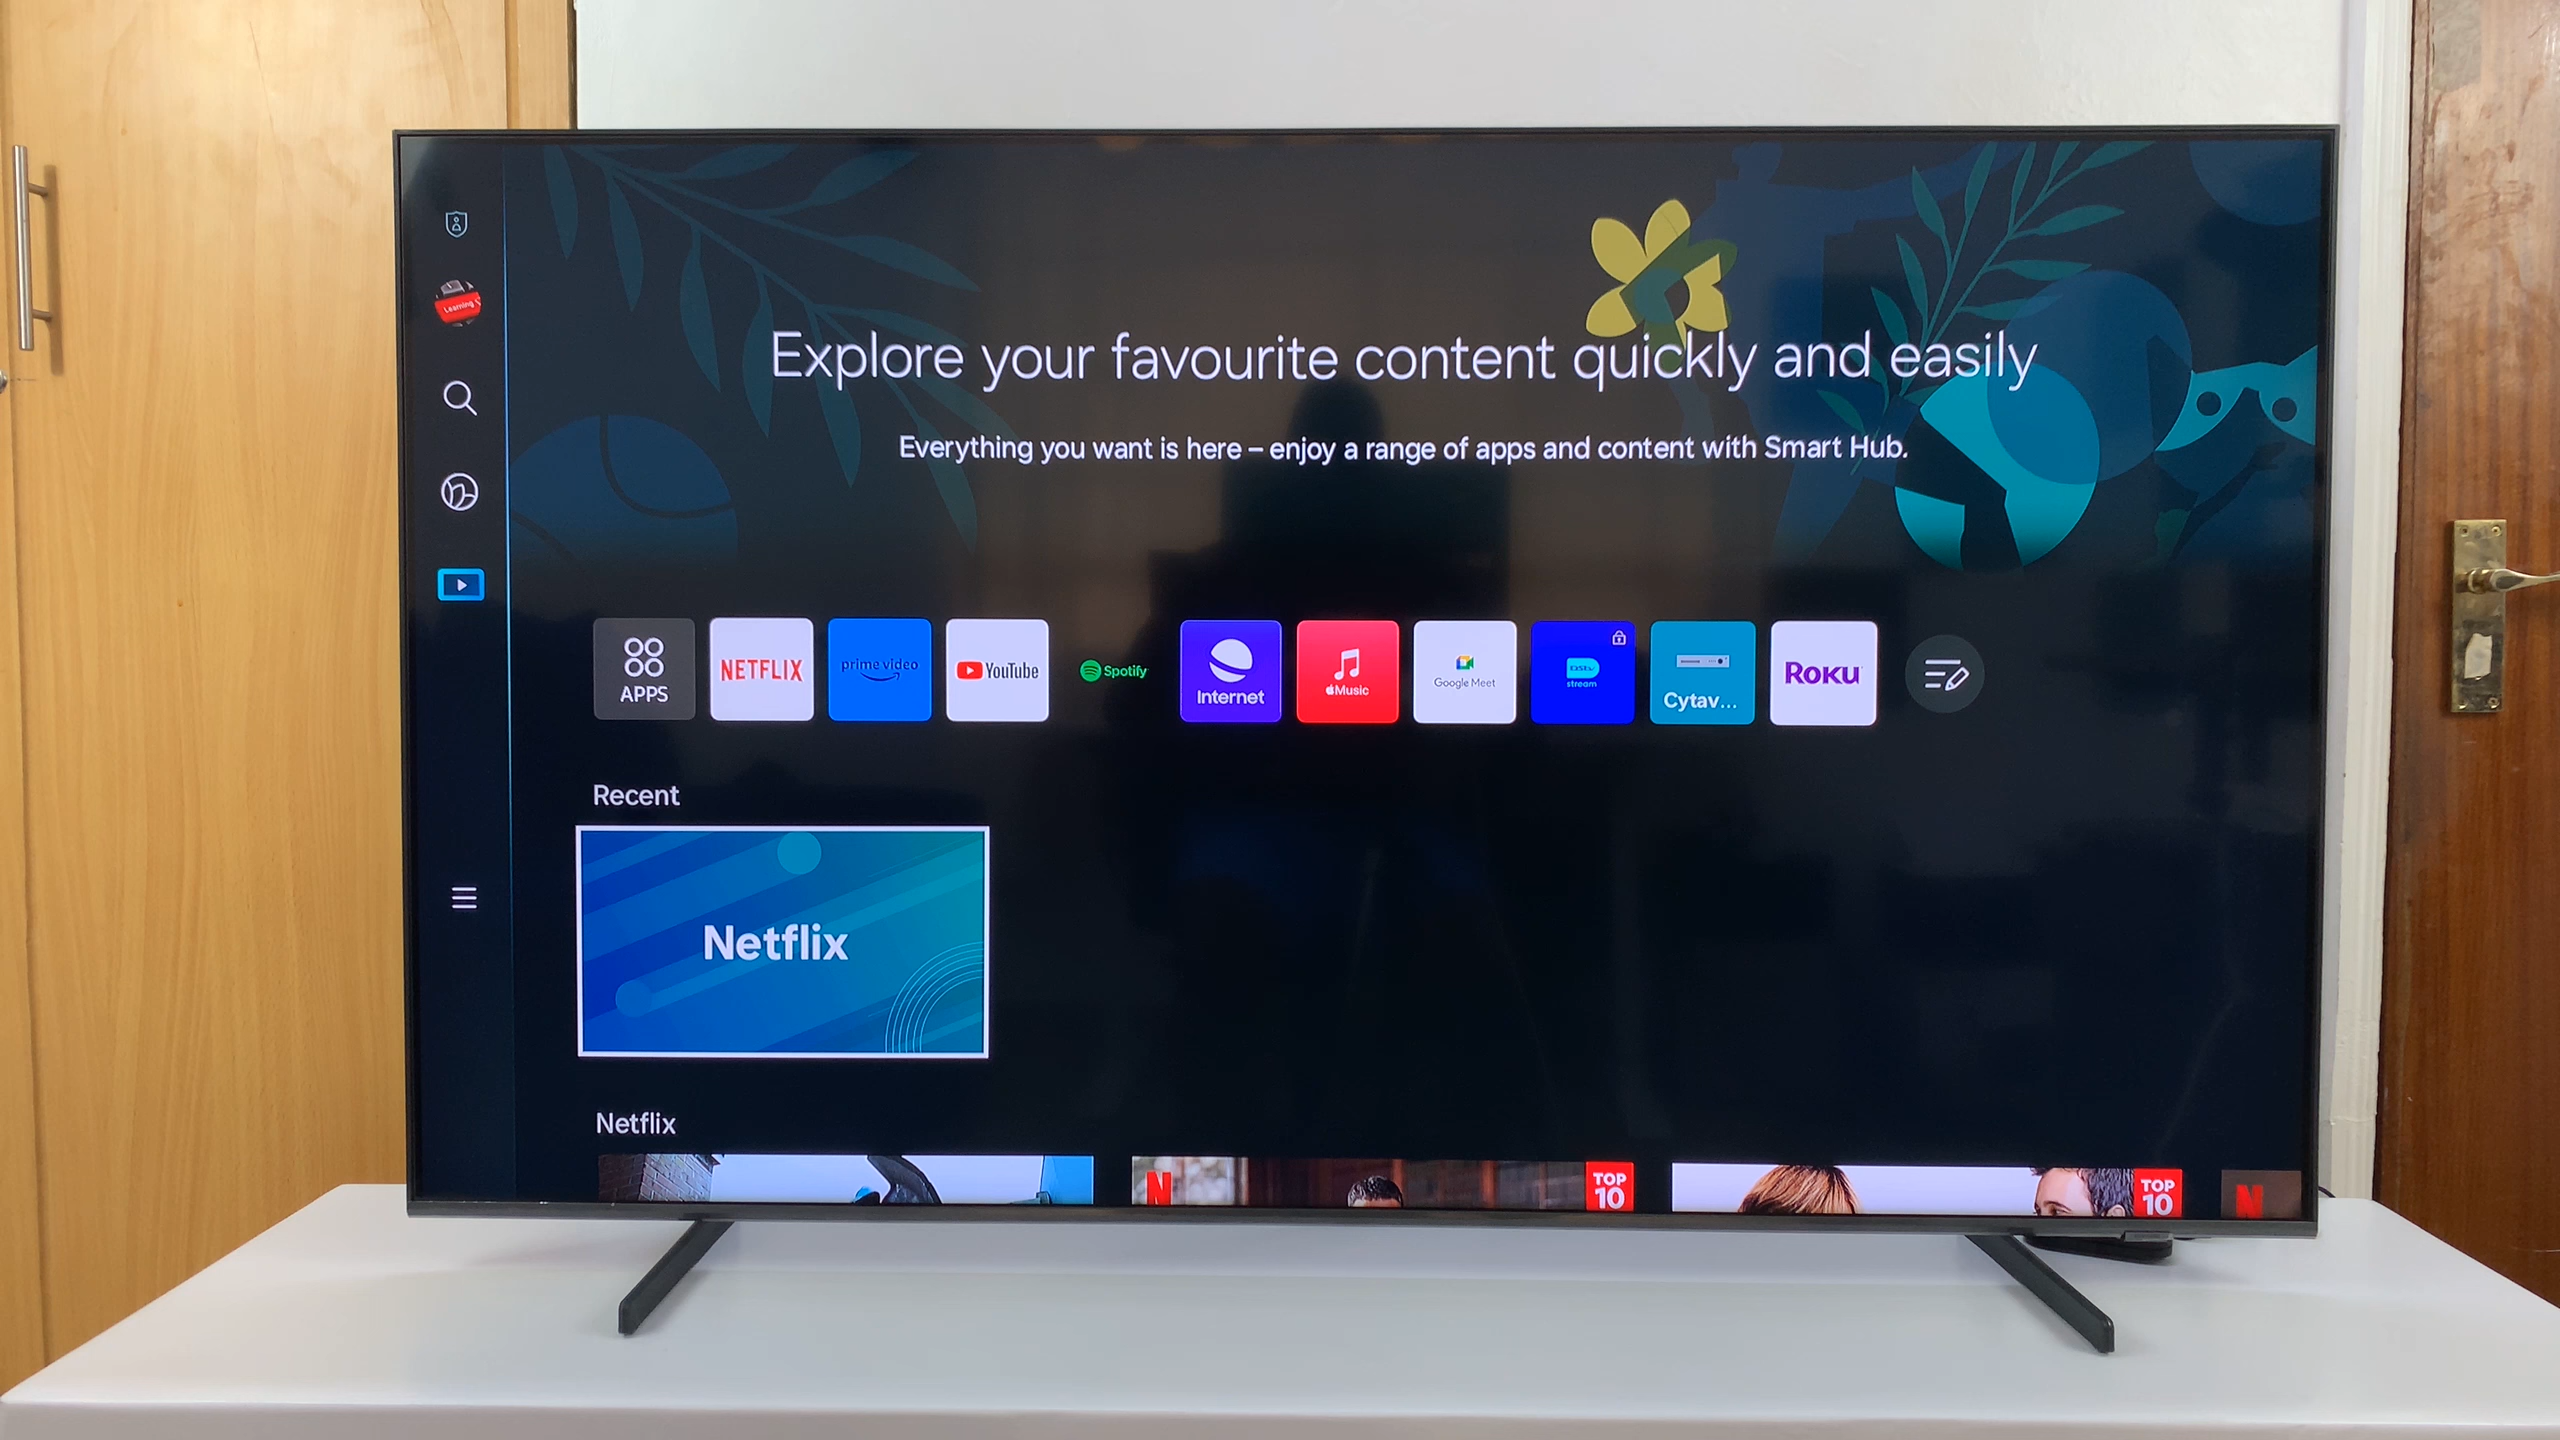 Learning
Explore your favourite content quickly and easily
Everything you want is here – enjoy a range of apps and content with Smart Hub.
APPS
NETFLIX
prime video
YouTube
Spotify
Internet
Music
Google Meet
DStv
stream
Cytav...
Roku
Recent
Netflix
Netflix
N
TOP
10
TOP
10
N